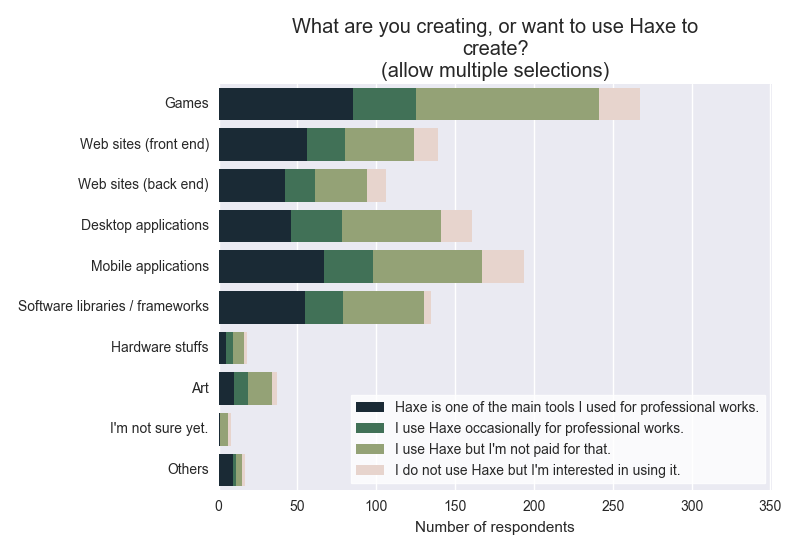 What are you creating, or want to use Haxe to
create?
(allow multiple selections)
Games
Web sites (front end)
Web sites (back end)
Desktop applications
Mobile applications
Software libraries / frameworks
Hardware stuffs
Art
I'm not sure yet.
Others
Haxe is one of the main tools I used for professional works.
I use Haxe occasionally for professional works.
I use Haxe but I'm not paid for that.
I do not use Haxe but I'm interested in using it.
0 50 100 150 200 250 300 350
Number of respondents